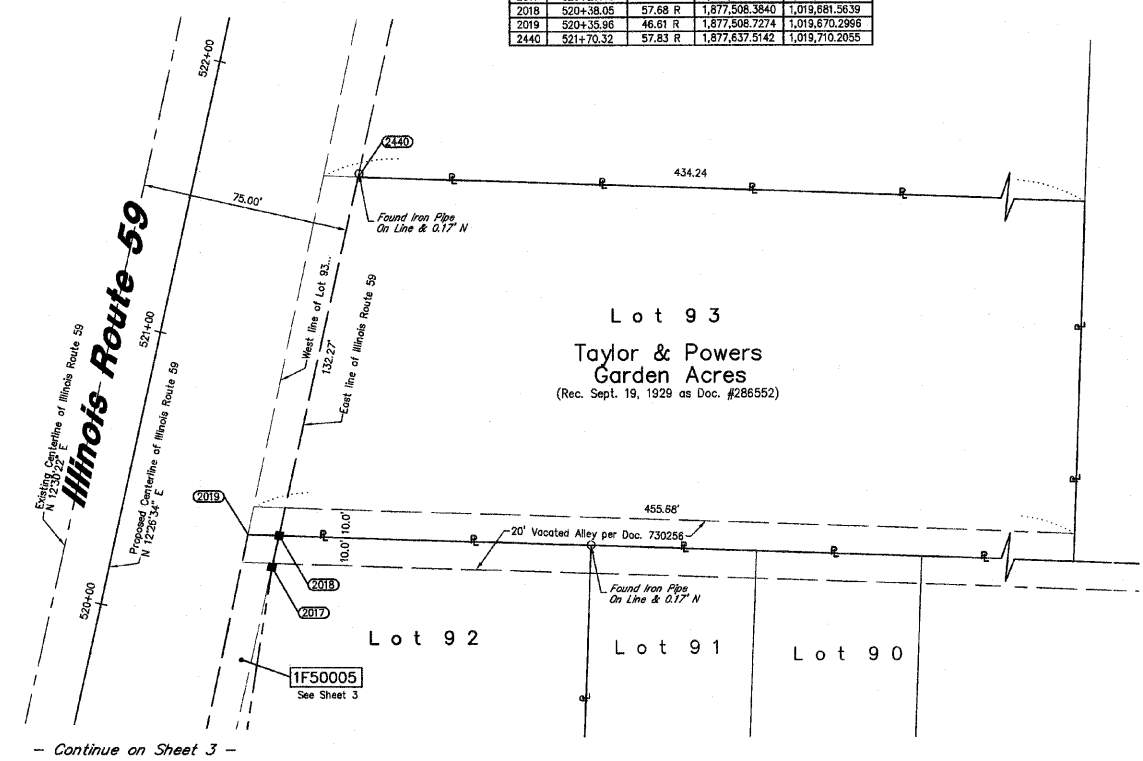 2018 520+38.05 57.68 R 1,877,508.3840 1,019,681.5639
2019 520+35.96 46.61 R 1,877,508.7274 1,019,670.2996
2440 521+70.32 57.83 R 1,877,637.5142 1,019,710.2055
522+00
2440
434.24
75.00'
Found Iron Pipe
On Line & 0.17' N
Illinois Route 59
West line of Lot 93...
132.27'
East line of Illinois Route 59
521+00
Lot 93
Taylor & Powers
Garden Acres
(Rec. Sept. 19, 1929 as Doc. #286552)
Existing Centerline of Illinois Route 59
N 12°30'22" E
Proposed Centerline of Illinois Route 59
N 12°26'34" E
2019
455.68'
10.0' 10.0'
20' Vacated Alley per Doc. 730256
2018
Found Iron Pipe
On Line & 0.17' N
2017
520+00
Lot 92
Lot 91
Lot 90
1F50005
See Sheet 3
- Continue on Sheet 3 -